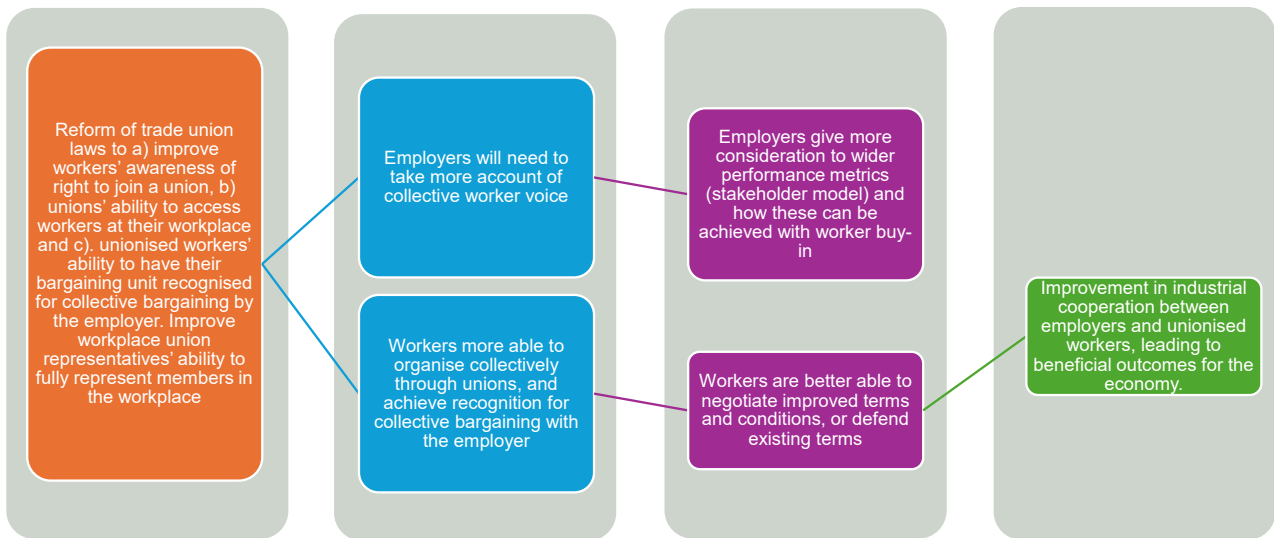 Reform of trade union
laws to a) improve
workers’ awareness of
right to join a union, b)
unions’ ability to access
workers at their workplace
and c). unionised workers’
ability to have their
bargaining unit recognised
for collective bargaining by
the employer. Improve
workplace union
representatives’ ability to
fully represent members in
the workplace
Employers will need to
take more account of
collective worker voice
Workers more able to
organise collectively
through unions, and
achieve recognition for
collective bargaining with
the employer
Employers give more
consideration to wider
performance metrics
(stakeholder model) and
how these can be
achieved with worker buy-
in
Workers are better able to
negotiate improved terms
and conditions, or defend
existing terms
Improvement in industrial
cooperation between
employers and unionised
workers, leading to
beneficial outcomes for the
economy.